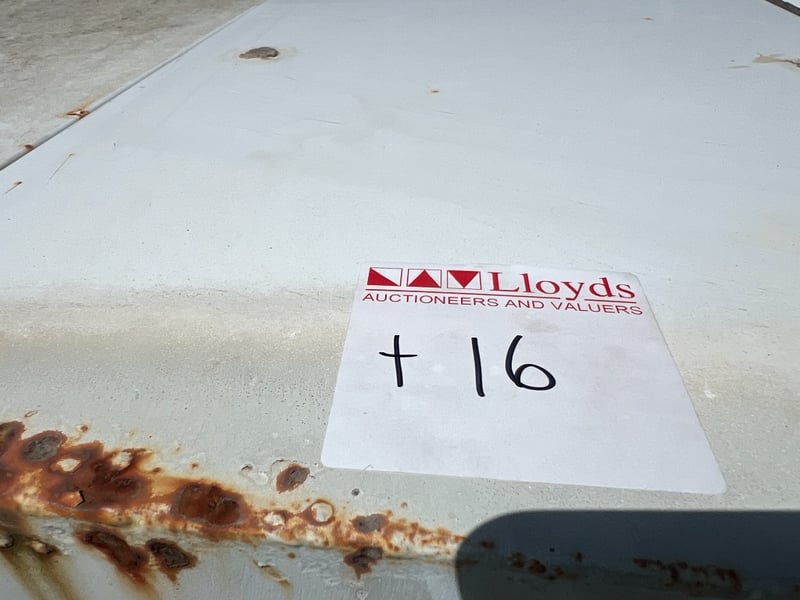 Lloyds
AUCTIONEERS AND VALUERS
+ 16